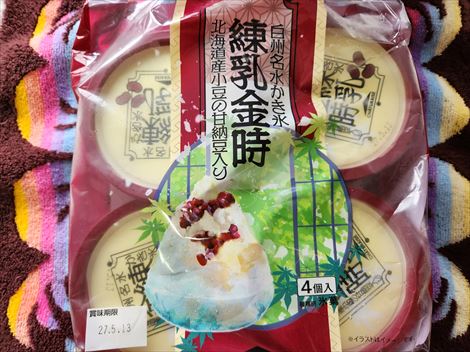 白州名水かき氷
練乳金時
北海道産小豆の甘納豆入り
4個入
氷菓
賞味期限
27.5.13
※イラストはイメージです。